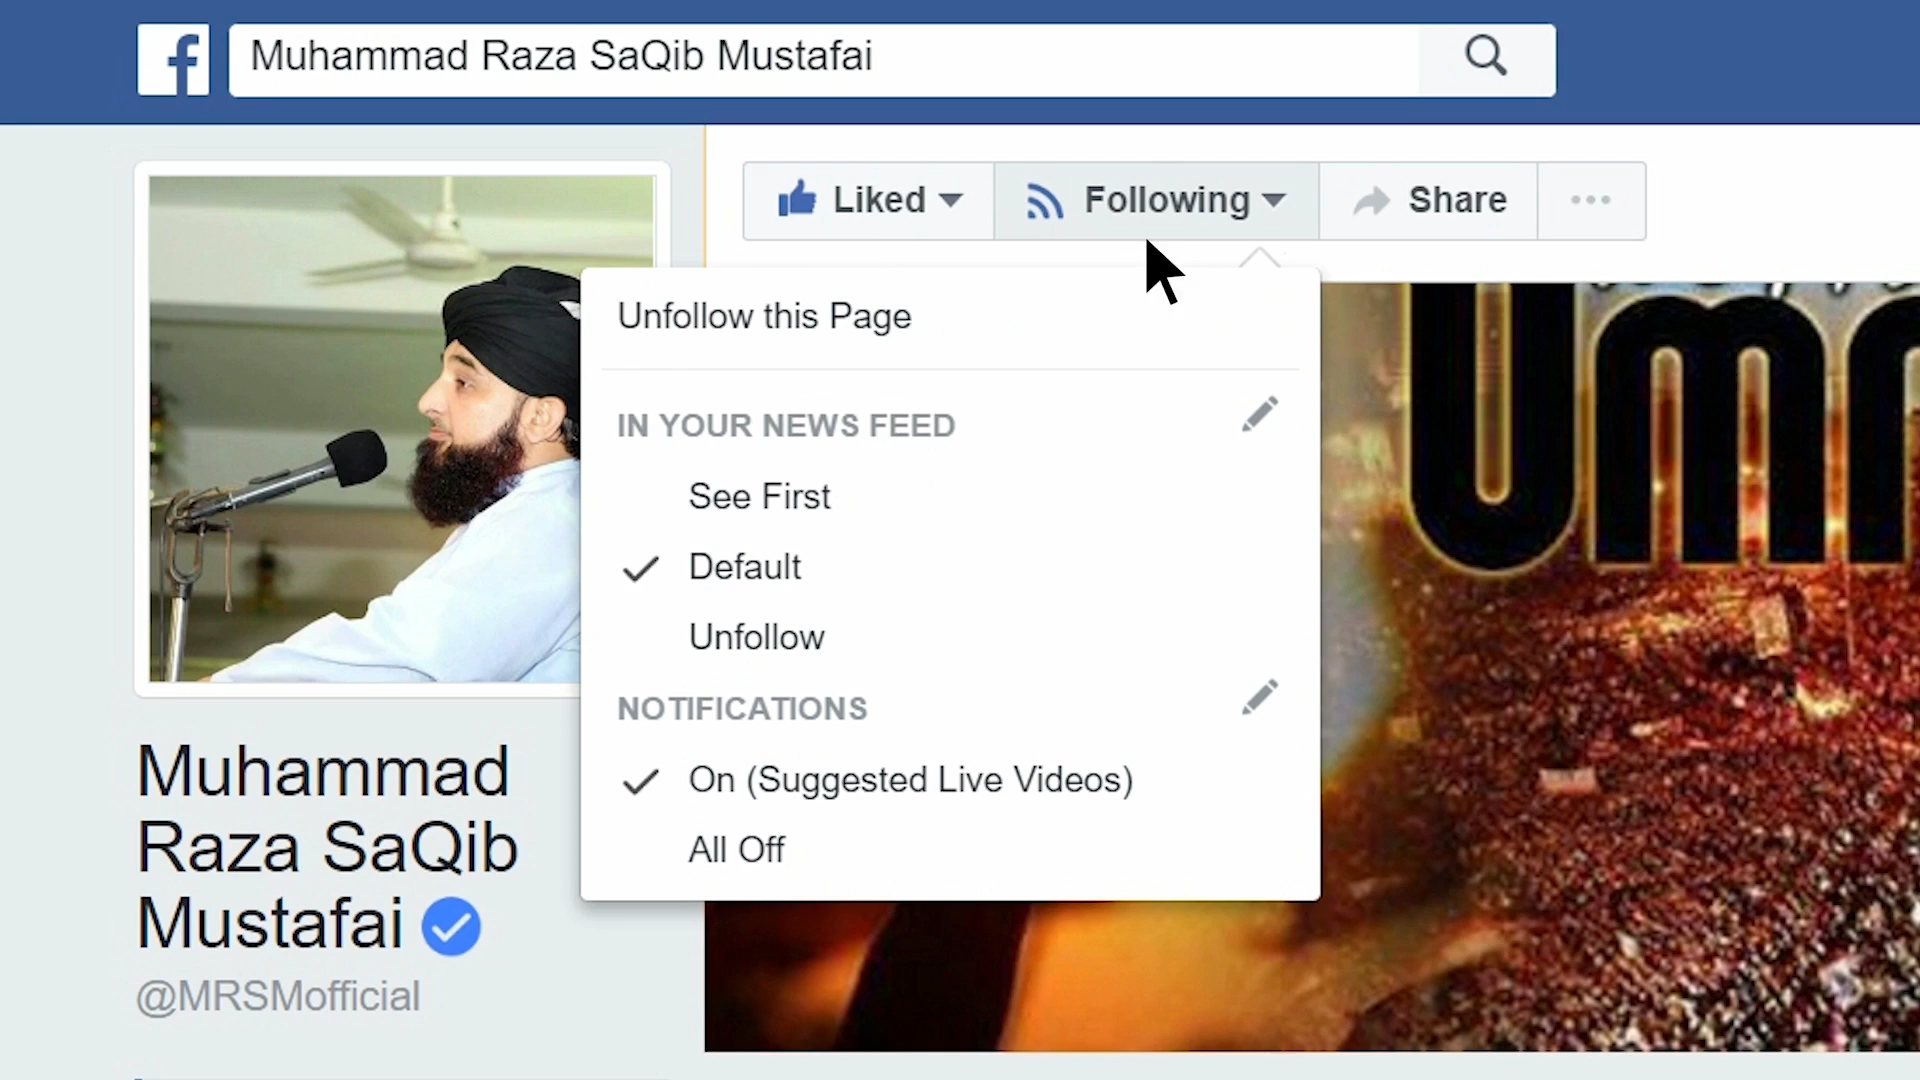 Muhammad Raza SaQib Mustafai
Liked
Following
Share
Unfollow this Page
IN YOUR NEWS FEED
See First
Default
Unfollow
NOTIFICATIONS
On (Suggested Live Videos)
All Off
Muhammad
Raza SaQib
Mustafai
@MRSMofficial